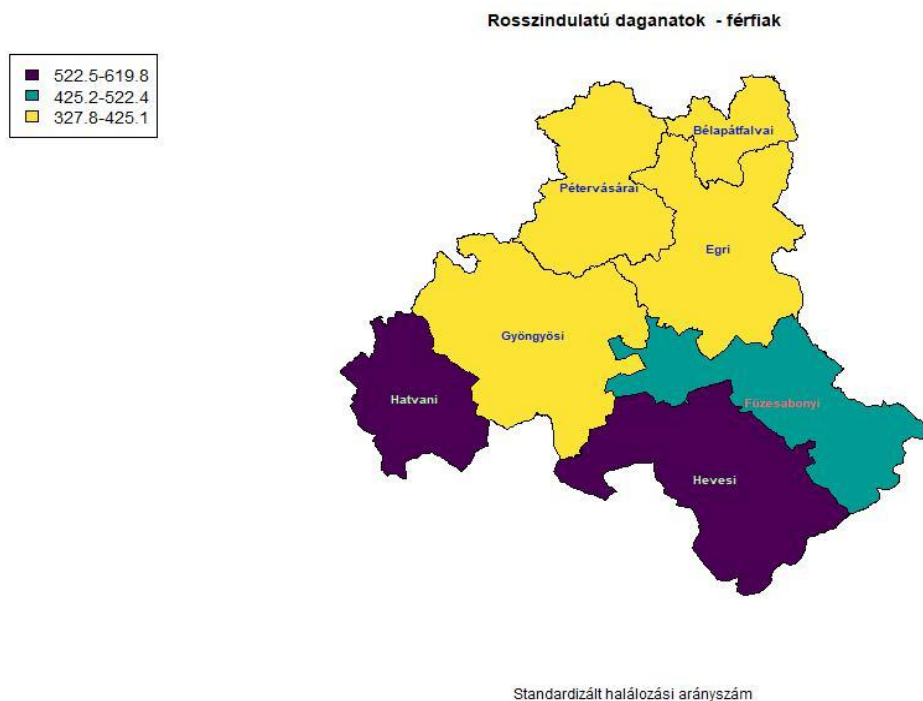 Rosszindulatú daganatok - férfiak
522.5-619.8
425.2-522.4
327.8-425.1
Bélapátfalvai
Pétervásárai
Egri
Gyöngyösi
Hatvani
Füzesabonyi
Hevesi
Standardizált halálozási arányszám